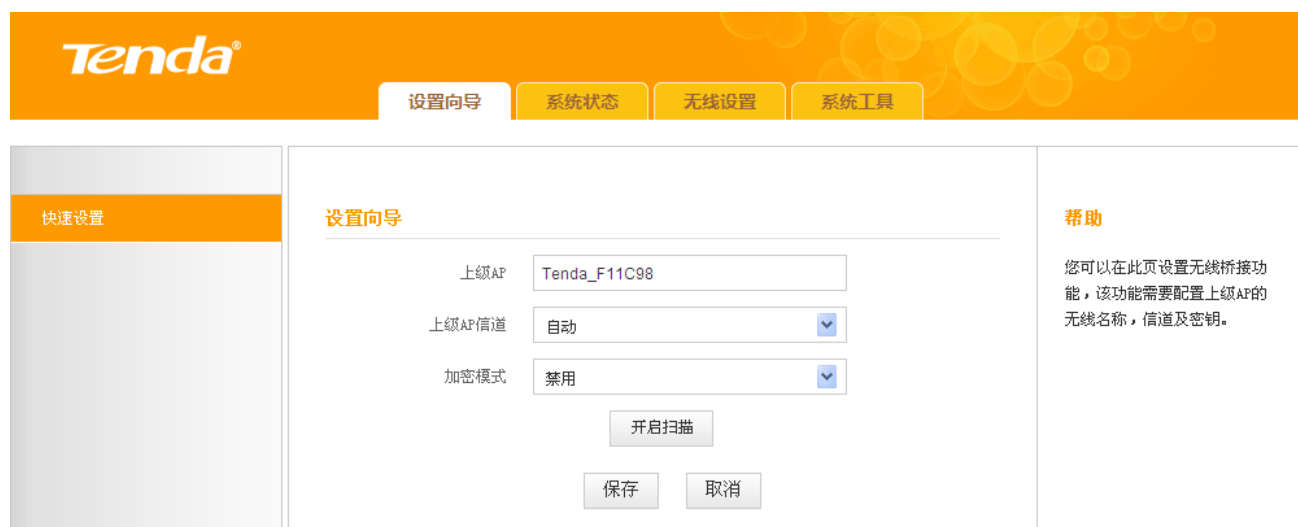 Tenda®
设置向导 系统状态 无线设置 系统工具
快速设置
设置向导
上级AP Tenda_F11C98
上级AP信道 自动
加密模式 禁用
开启扫描
保存 取消
帮助
您可以在此页设置无线桥接功
能，该功能需要配置上级AP的
无线名称，信道及密钥。